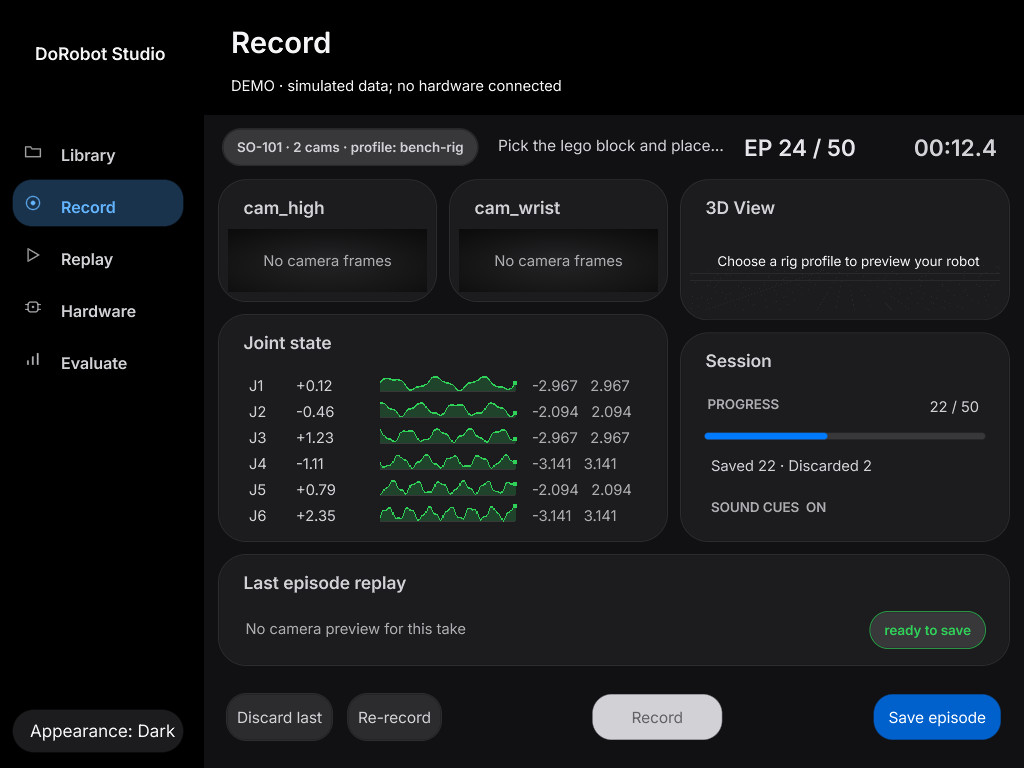 DoRobot Studio
Library
Record
Replay
Hardware
Evaluate
Appearance: Dark
Record
DEMO · simulated data; no hardware connected
SO-101 · 2 cams · profile: bench-rig
Pick the lego block and place...
EP 24 / 50
00:12.4
cam_high
No camera frames
cam_wrist
No camera frames
3D View
Choose a rig profile to preview your robot
Joint state
J1 +0.12 -2.967 2.967
J2 -0.46 -2.094 2.094
J3 +1.23 -2.967 2.967
J4 -1.11 -3.141 3.141
J5 +0.79 -2.094 2.094
J6 +2.35 -3.141 3.141
Session
PROGRESS 22 / 50
Saved 22 · Discarded 2
SOUND CUES ON
Last episode replay
No camera preview for this take
ready to save
Discard last
Re-record
Record
Save episode